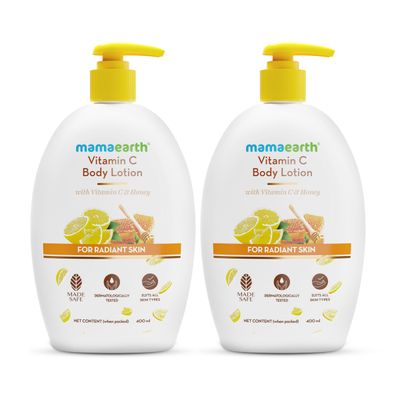 mamaearth®
Vitamin C
Body Lotion
with Vitamin C & Honey
FOR RADIANT SKIN
MADE
SAFE
DERMATOLOGICALLY
TESTED
SUITS ALL
SKIN TYPES
NET CONTENT (when packed) 400 ml
mamaearth®
Vitamin C
Body Lotion
with Vitamin C & Honey
FOR RADIANT SKIN
MADE
SAFE
DERMATOLOGICALLY
TESTED
SUITS ALL
SKIN TYPES
NET CONTENT (when packed) 400 ml